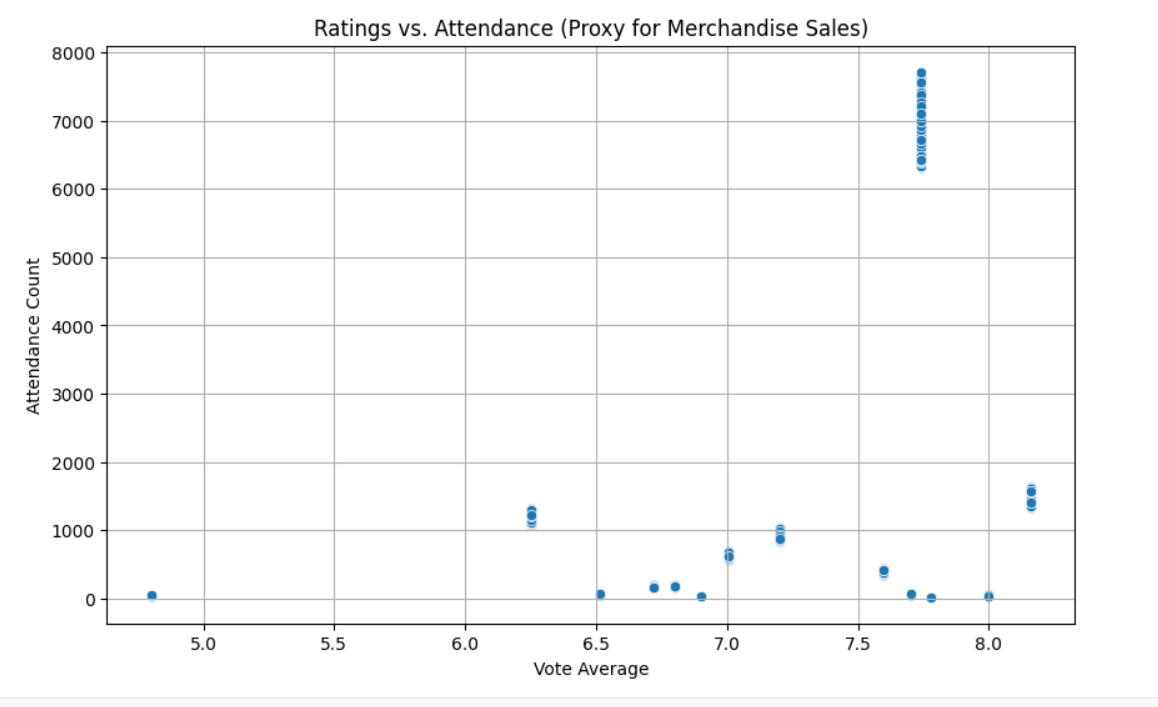 Ratings vs. Attendance (Proxy for Merchandise Sales)
8000
7000
6000
5000
4000
3000
2000
1000
0
Attendance Count
5.0 5.5 6.0 6.5 7.0 7.5 8.0
Vote Average